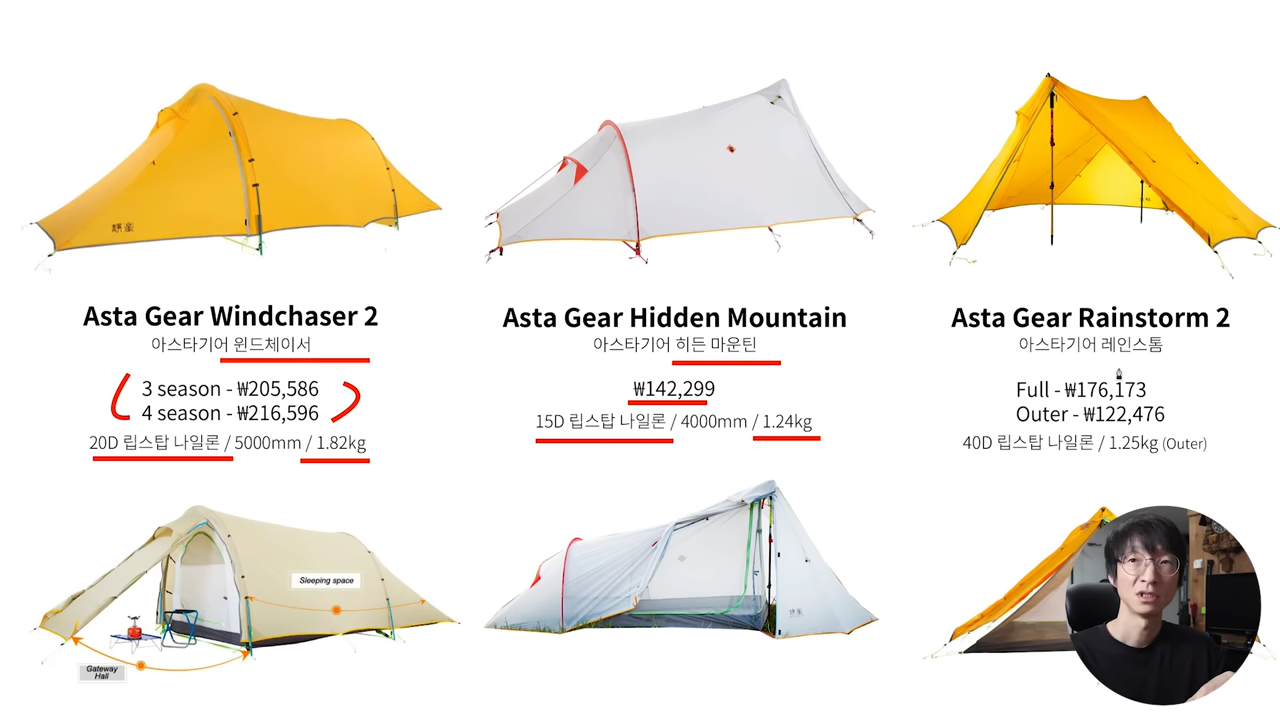 Asta Gear Windchaser 2
아스타기어 윈드체이서
3 season - ₩205,586
4 season - ₩216,596
20D 립스탑 나일론 / 5000mm / 1.82kg
Sleeping space
Gateway
Hall
Asta Gear Hidden Mountain
아스타기어 히든 마운틴
₩142,299
15D 립스탑 나일론 / 4000mm / 1.24kg
Asta Gear Rainstorm 2
아스타기어 레인스톰
Full - ₩176,173
Outer - ₩122,476
40D 립스탑 나일론 / 1.25kg (Outer)